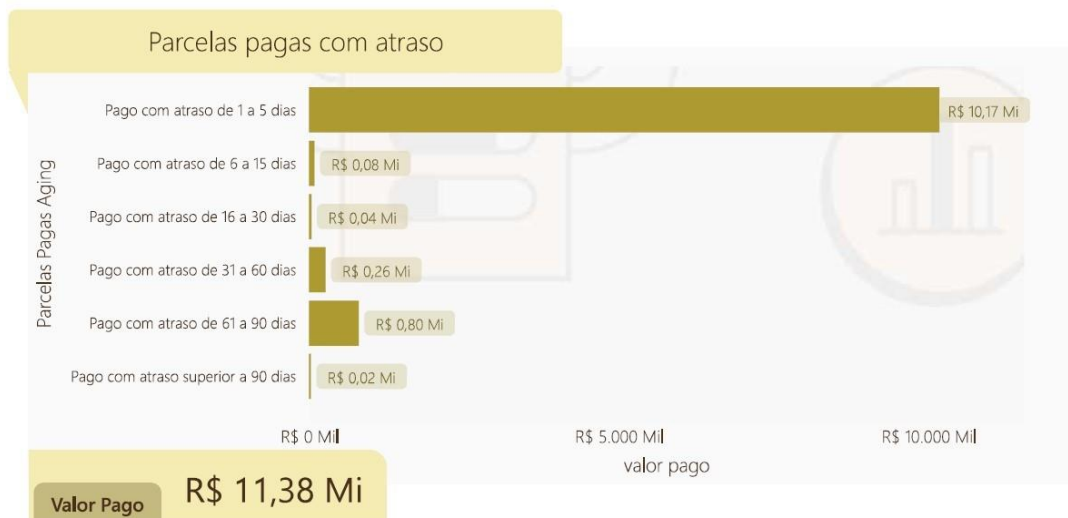 Parcelas pagas com atraso
Parcelas Pagas Aging
Pago com atraso de 1 a 5 dias R$ 10,17 Mi
Pago com atraso de 6 a 15 dias R$ 0,08 Mi
Pago com atraso de 16 a 30 dias R$ 0,04 Mi
Pago com atraso de 31 a 60 dias R$ 0,26 Mi
Pago com atraso de 61 a 90 dias R$ 0,80 Mi
Pago com atraso superior a 90 dias R$ 0,02 Mi
R$ 0 Mil R$ 5.000 Mil R$ 10.000 Mil
valor pago
Valor Pago R$ 11,38 Mi